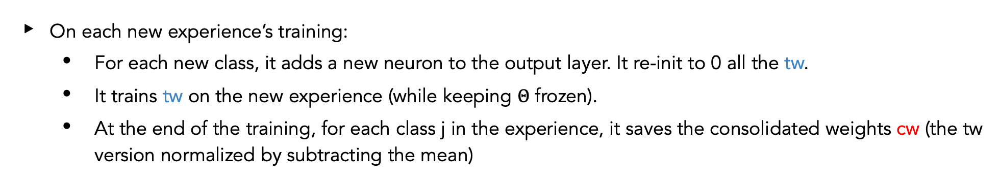 ▶ On each new experience’s training:
• For each new class, it adds a new neuron to the output layer. It re-init to 0 all the tw.
• It trains tw on the new experience (while keeping Θ frozen).
• At the end of the training, for each class j in the experience, it saves the consolidated weights cw (the tw
version normalized by subtracting the mean)